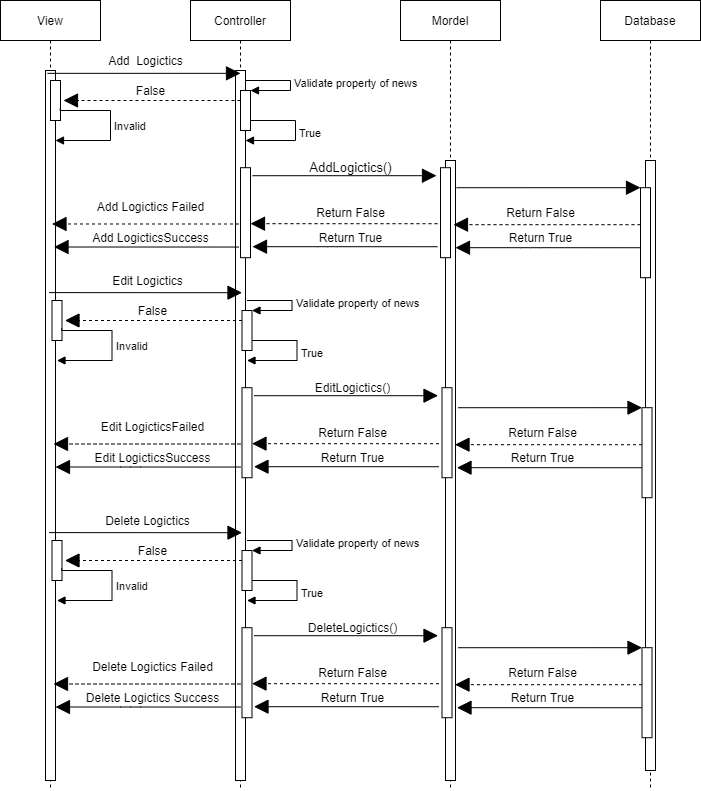 View
Controller
Mordel
Database
Add  Logictics
Validate property of news
False
Invalid
True
AddLogictics()
Add Logictics Failed
Return False
Return False
Add LogicticsSuccess
Return True
Return True
Edit Logictics
Validate property of news
False
Invalid
True
EditLogictics()
Edit LogicticsFailed
Return False
Return False
Edit LogicticsSuccess
Return True
Return True
Delete Logictics
Validate property of news
False
Invalid
True
DeleteLogictics()
Delete Logictics Failed
Return False
Return False
Delete Logictics Success
Return True
Return True